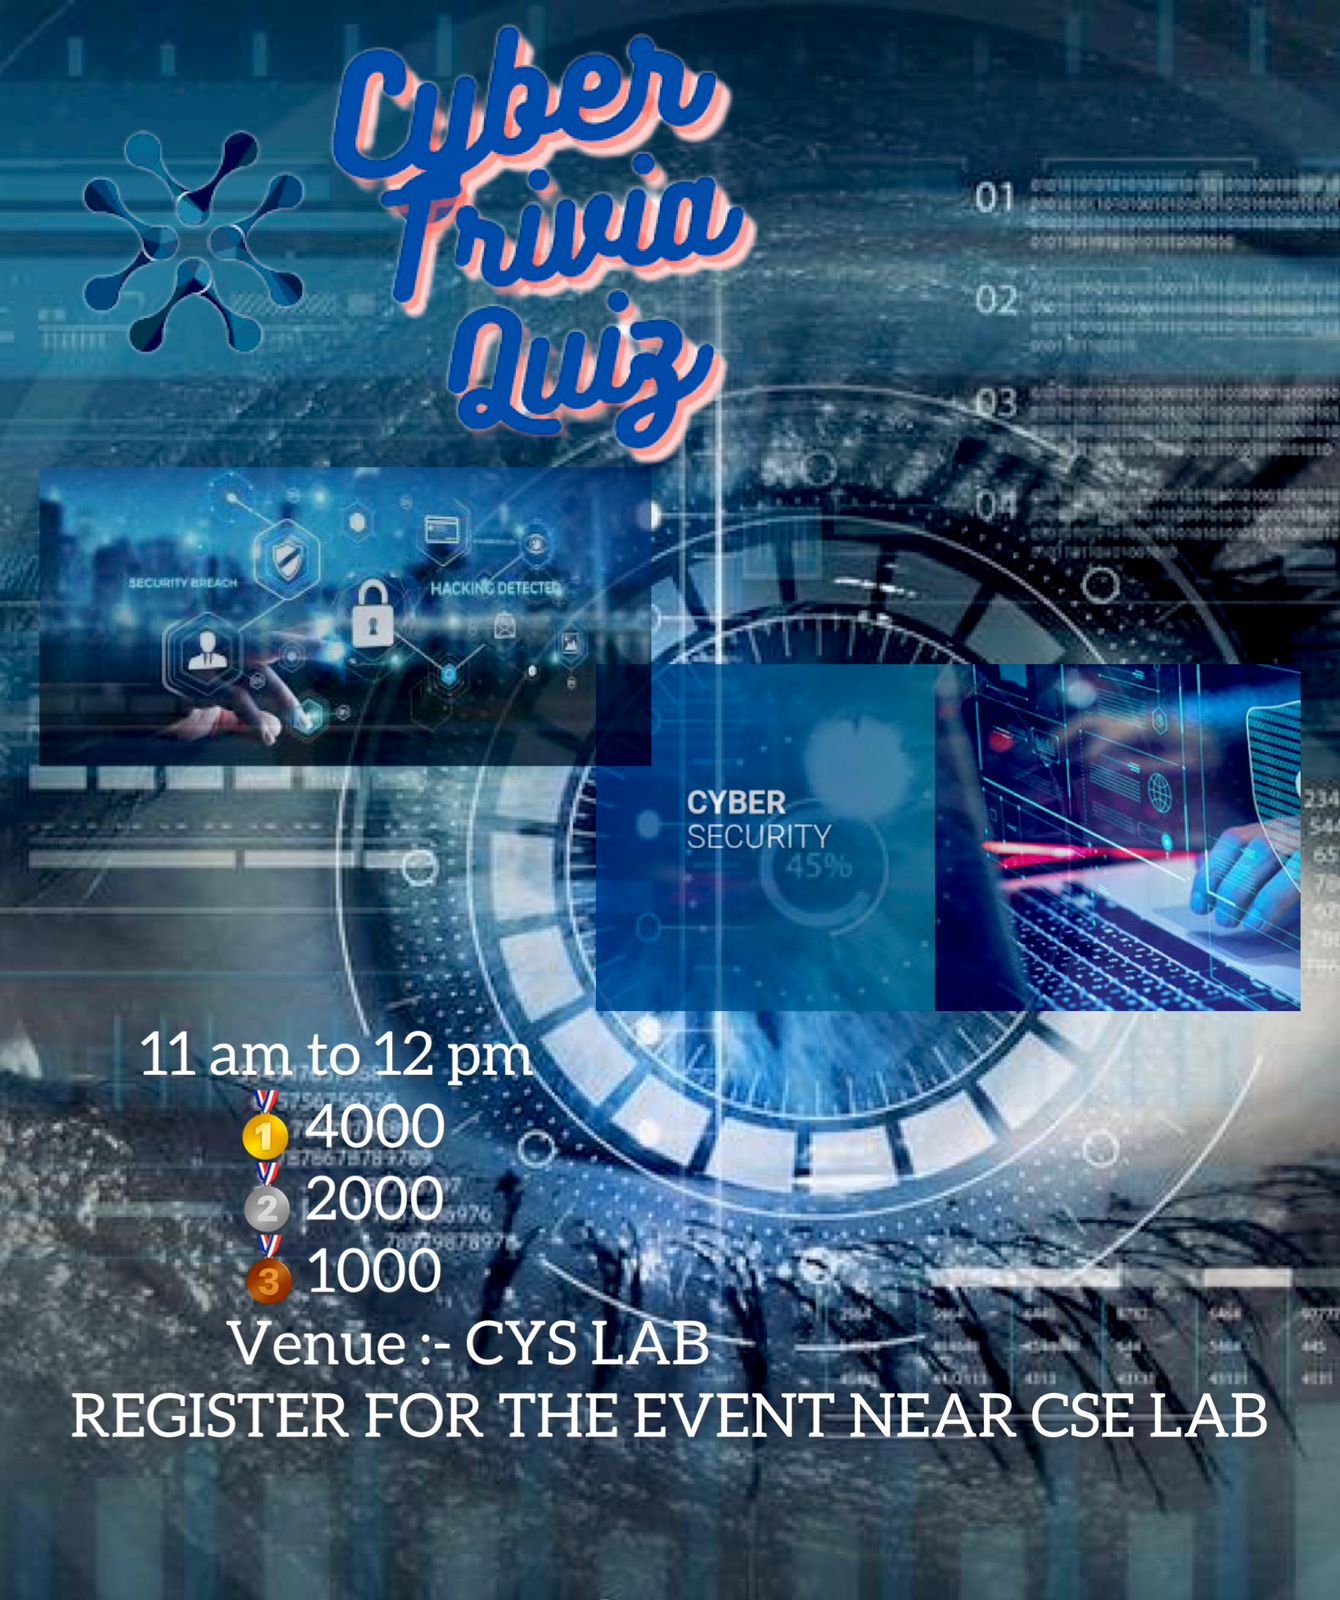 Cyber
Trivia
Quiz
01
02
03
04
SECURITY BREACH
HACKING DETECTED
CYBER
SECURITY
45%
11 am to 12 pm
1 4000
2 2000
3 1000
Venue :- CYS LAB
REGISTER FOR THE EVENT NEAR CSE LAB